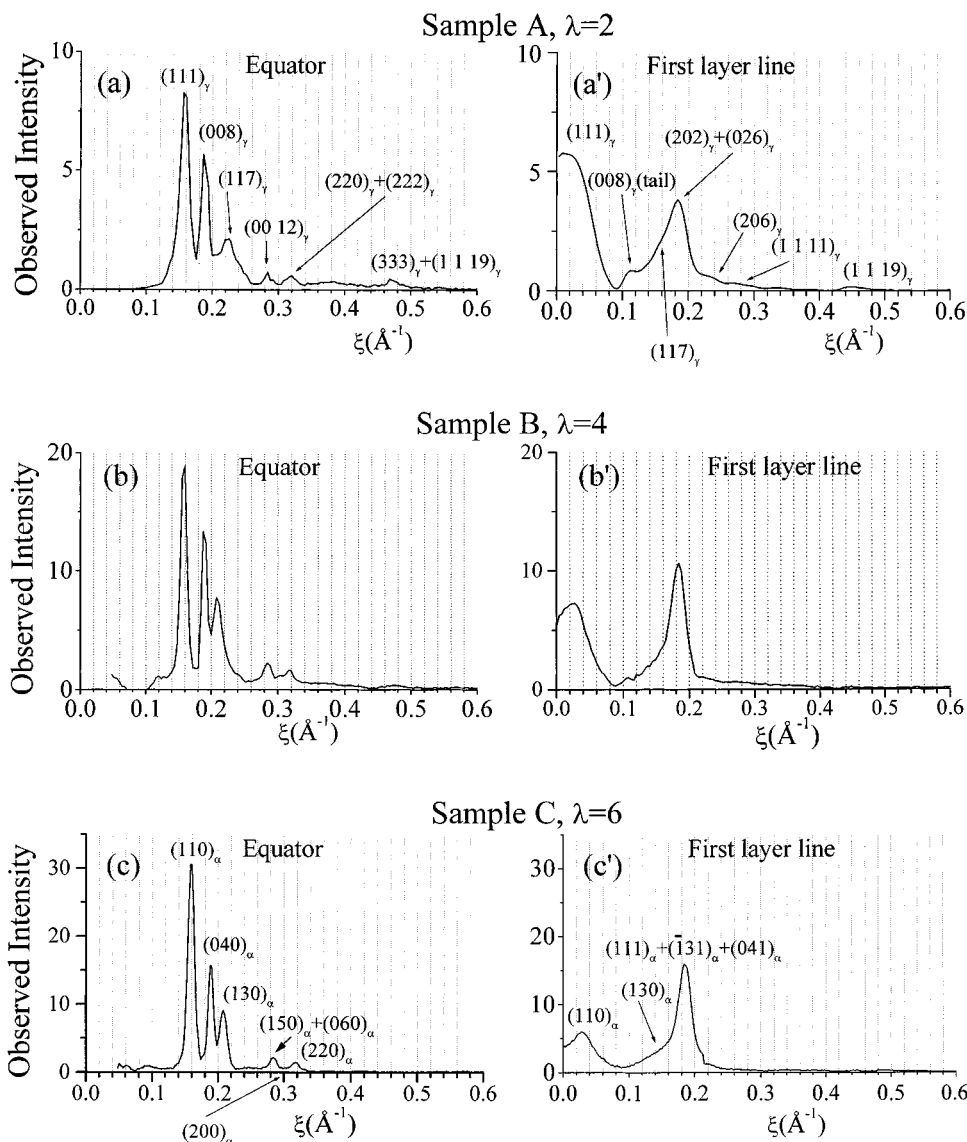 Sample A, λ=2
(a)
Equator
(111)γ
(008)γ
(117)γ
(00 12)γ
(220)γ+(222)γ
(333)γ+(1 1 19)γ
10
5
0
0.0 0.1 0.2 0.3 0.4 0.5 0.6
Observed Intensity
ξ(Å⁻¹)
(a')
First layer line
(111)γ
(008)γ(tail)
(202)γ+(026)γ
(206)γ
(1 1 11)γ
(1 1 19)γ
(117)γ
10
5
0
0.0 0.1 0.2 0.3 0.4 0.5 0.6
ξ(Å⁻¹)
Sample B, λ=4
(b)
Equator
20
10
0
0.0 0.1 0.2 0.3 0.4 0.5 0.6
Observed Intensity
ξ(Å⁻¹)
(b')
First layer line
20
10
0
0.0 0.1 0.2 0.3 0.4 0.5 0.6
ξ(Å⁻¹)
Sample C, λ=6
(c)
Equator
(110)α
(040)α
(130)α
(150)α+(060)α
(220)α
(200)α
30
20
10
0
0.0 0.1 0.2 0.3 0.4 0.5 0.6
Observed Intensity
ξ(Å⁻¹)
(c')
First layer line
(111)α+(1̄31)α+(041)α
(130)α
(110)α
30
20
10
0
0.0 0.1 0.2 0.3 0.4 0.5 0.6
ξ(Å⁻¹)